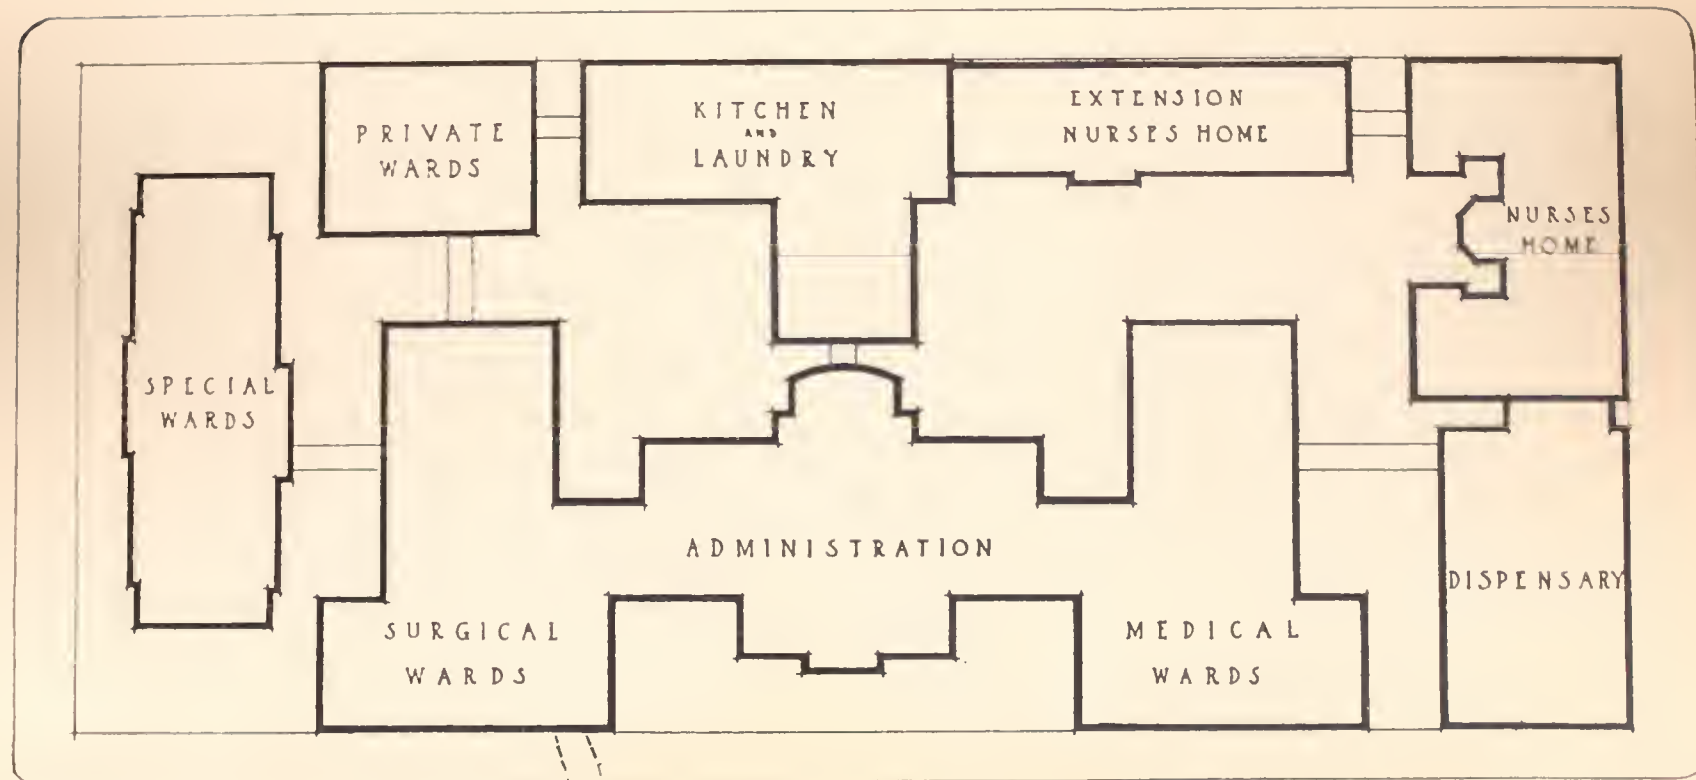 PRIVATE
WARDS
KITCHEN
AND
LAUNDRY
EXTENSION
NURSES HOME
NURSES
HOME
SPECIAL
WARDS
ADMINISTRATION
SURGICAL
WARDS
MEDICAL
WARDS
DISPENSARY